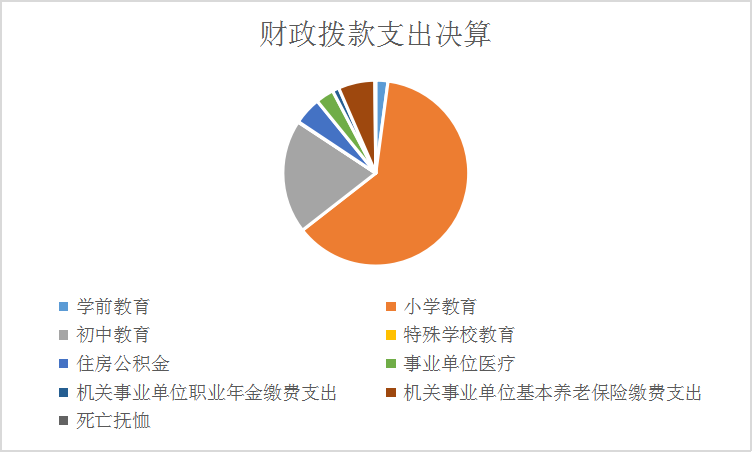 财政拨款支出决算
学前教育
小学教育
初中教育
特殊学校教育
住房公积金
事业单位医疗
机关事业单位职业年金缴费支出
机关事业单位基本养老保险缴费支出
死亡抚恤